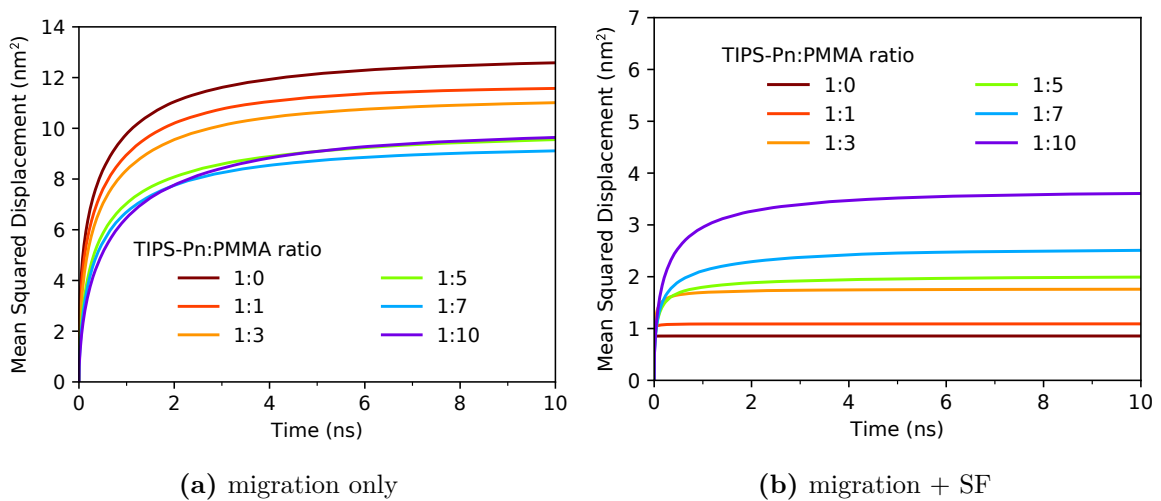 14
12
10
8
6
4
2
0
Mean Squared Displacement (nm²)
TIPS-Pn:PMMA ratio
1:0 1:5
1:1 1:7
1:3 1:10
0 2 4 6 8 10
Time (ns)
(a) migration only
7
6
5
4
3
2
1
0
Mean Squared Displacement (nm²)
TIPS-Pn:PMMA ratio
1:0 1:5
1:1 1:7
1:3 1:10
0 2 4 6 8 10
Time (ns)
(b) migration + SF